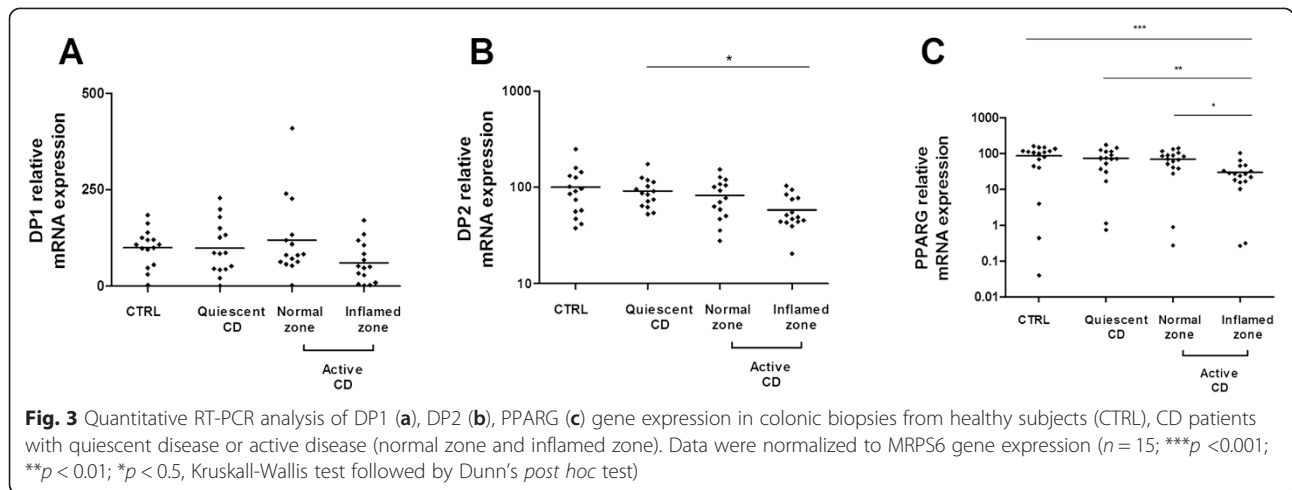 A
B
C
***
**
*
*
500
250
0
DP1 relative
mRNA expression
CTRL
Quiescent
CD
Normal
zone
Inflamed
zone
Active
CD
1000
100
10
DP2 relative
mRNA expression
CTRL
Quiescent
CD
Normal
zone
Inflamed
zone
Active
CD
1000
100
10
1
0.1
0.01
PPARG relative
mRNA expression
CTRL
Quiescent
CD
Normal
zone
Inflamed
zone
Active
CD
Fig. 3 Quantitative RT-PCR analysis of DP1 (a), DP2 (b), PPARG (c) gene expression in colonic biopsies from healthy subjects (CTRL), CD patients
with quiescent disease or active disease (normal zone and inflamed zone). Data were normalized to MRPS6 gene expression (n = 15; ***p <0.001;
**p < 0.01; *p < 0.5, Kruskall-Wallis test followed by Dunn's post hoc test)